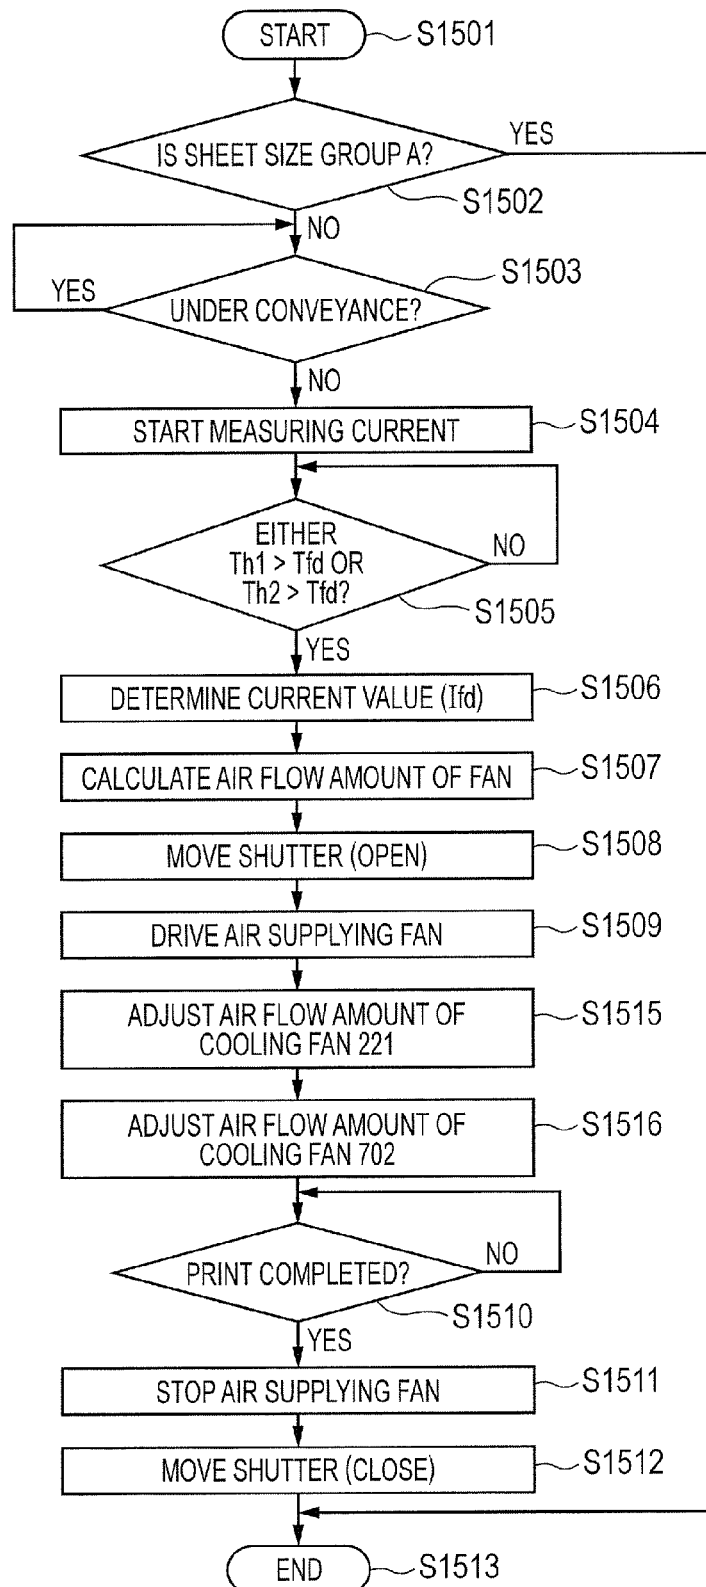 START
S1501
IS SHEET SIZE GROUP A?
YES
S1502
NO
S1503
YES
UNDER CONVEYANCE?
NO
START MEASURING CURRENT
S1504
EITHER
Th1 > Tfd OR
Th2 > Tfd?
NO
S1505
YES
DETERMINE CURRENT VALUE (Ifd)
S1506
CALCULATE AIR FLOW AMOUNT OF FAN
S1507
MOVE SHUTTER (OPEN)
S1508
DRIVE AIR SUPPLYING FAN
S1509
ADJUST AIR FLOW AMOUNT OF
COOLING FAN 221
S1515
ADJUST AIR FLOW AMOUNT OF
COOLING FAN 702
S1516
PRINT COMPLETED?
NO
S1510
YES
STOP AIR SUPPLYING FAN
S1511
MOVE SHUTTER (CLOSE)
S1512
END
S1513